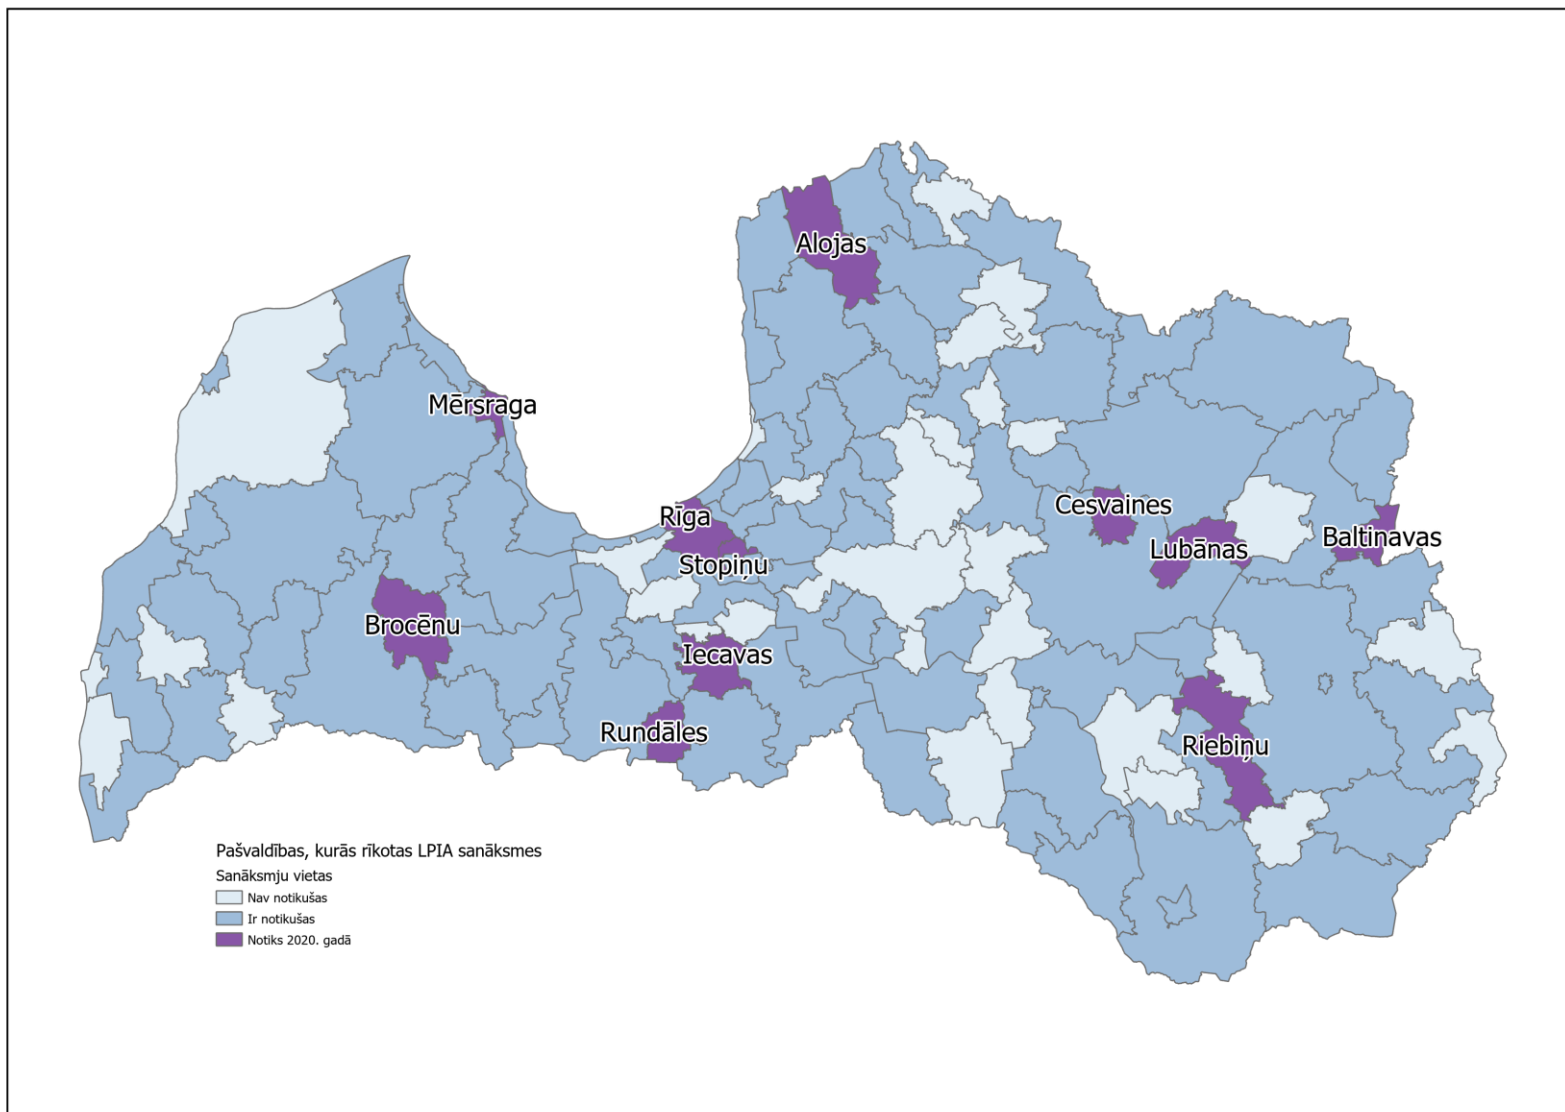 Alojas
Mērsraga
Rīga
Cesvaines
Stopiņu
Lubānas
Baltinavas
Brocēnu
Iecavas
Rundāles
Riebiņu
Pašvaldības, kurās rīkotas LPIA sanāksmes
Sanāksmju vietas
Nav notikušas
Ir notikušas
Notiks 2020. gadā